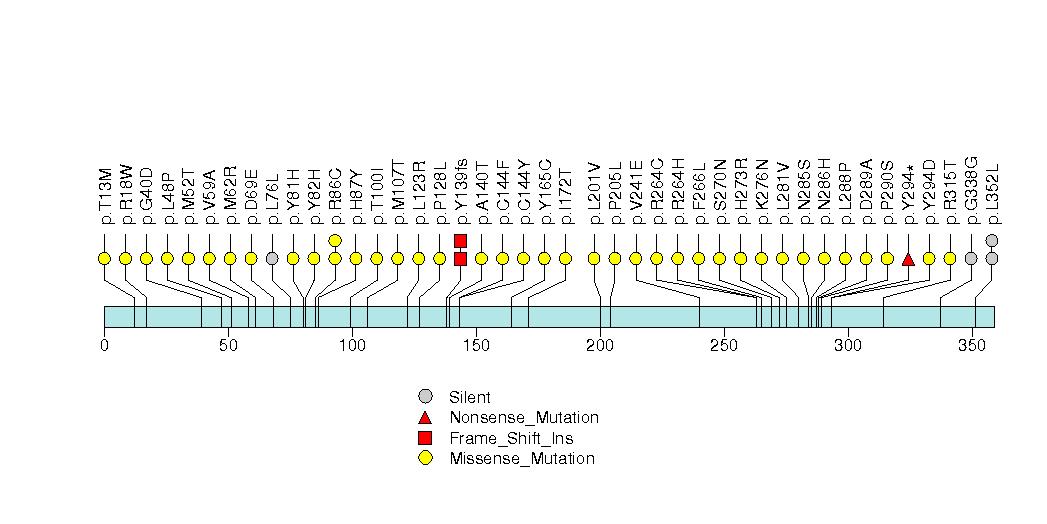 p.T13M p.R18W p.G40D p.L48P p.M52T p.V59A p.M62R p.D69E p.L76L p.Y81H p.Y82H p.R86C p.H87Y p.T100I p.M107T p.L123R p.P128L p.Y139fs p.A140T p.C144F p.C144Y p.Y165C p.I172T p.L201V p.P205L p.V241E p.R264C p.R264H p.F266L p.S270N p.H273R p.K276N p.L281V p.N285S p.N286H p.L288P p.D289A p.P290S p.Y294* p.Y294D p.R315T p.G338G p.L352L
0 50 100 150 200 250 300 350
Silent
Nonsense_Mutation
Frame_Shift_Ins
Missense_Mutation